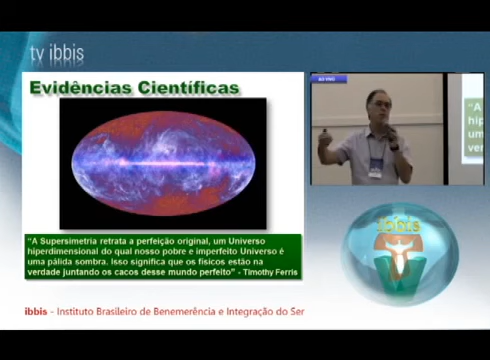 tv ibbis
Evidências Científicas
AO VIVO
"A
hip
um
ver
"A Supersimetria retrata a perfeição original, um Universo
hiperdimensional do qual nosso pobre e imperfeito Universo é
uma pálida sombra. Isso significa que os físicos estão na
verdade juntando os cacos desse mundo perfeito" - Timothy Ferris
ibbis
ibbis - Instituto Brasileiro de Benemerência e Integração do Ser